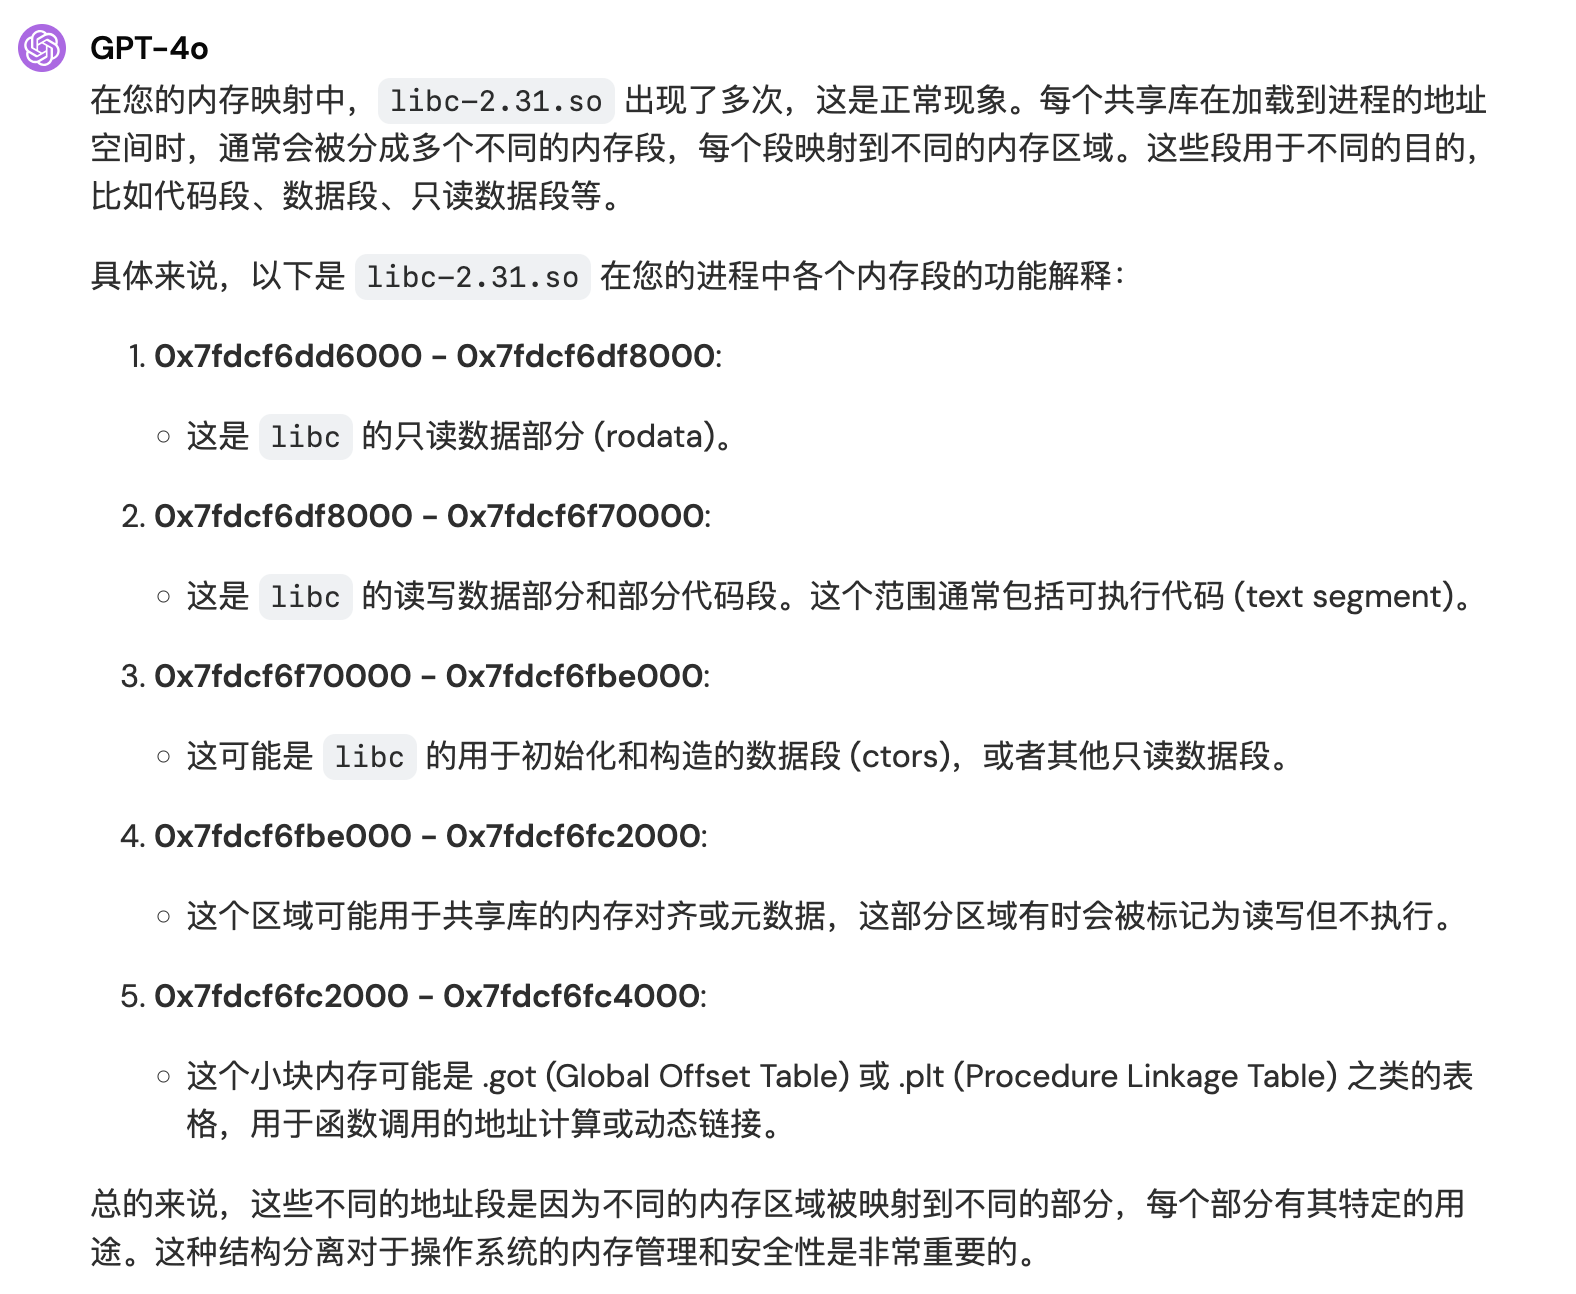 GPT-4o
在您的内存映射中，libc-2.31.so 出现了多次，这是正常现象。每个共享库在加载到进程的地址
空间时，通常会被分成多个不同的内存段，每个段映射到不同的内存区域。这些段用于不同的目的，
比如代码段、数据段、只读数据段等。
具体来说，以下是 libc-2.31.so 在您的进程中各个内存段的功能解释：
1. 0x7fdcf6dd6000 - 0x7fdcf6df8000:
○ 这是 libc 的只读数据部分 (rodata)。
2. 0x7fdcf6df8000 - 0x7fdcf6f70000:
○ 这是 libc 的读写数据部分和部分代码段。这个范围通常包括可执行代码 (text segment)。
3. 0x7fdcf6f70000 - 0x7fdcf6fbe000:
○ 这可能是 libc 的用于初始化和构造的数据段 (ctors)，或者其他只读数据段。
4. 0x7fdcf6fbe000 - 0x7fdcf6fc2000:
○ 这个区域可能用于共享库的内存对齐或元数据，这部分区域有时会被标记为读写但不执行。
5. 0x7fdcf6fc2000 - 0x7fdcf6fc4000:
○ 这个小块内存可能是 .got (Global Offset Table) 或 .plt (Procedure Linkage Table) 之类的表
格，用于函数调用的地址计算或动态链接。
总的来说，这些不同的地址段是因为不同的内存区域被映射到不同的部分，每个部分有其特定的用
途。这种结构分离对于操作系统的内存管理和安全性是非常重要的。